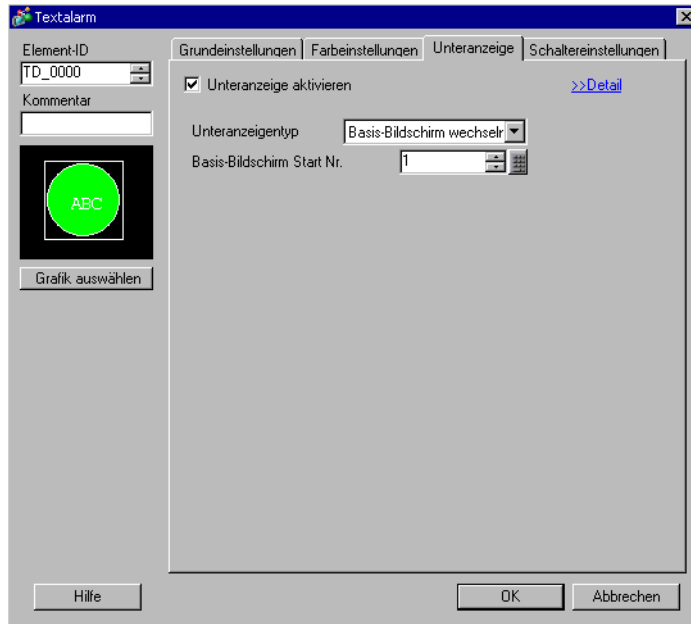 Textalarm
Element-ID
TD_0000
Kommentar
ABC
Grafik auswählen
Grundeinstellungen
Farbeinstellungen
Unteranzeige
Schaltereinstellungen
Unteranzeige aktivieren
>>Detail
Unteranzeigentyp
Basis-Bildschirm wechseln
Basis-Bildschirm Start Nr.
1
Hilfe
OK
Abbrechen